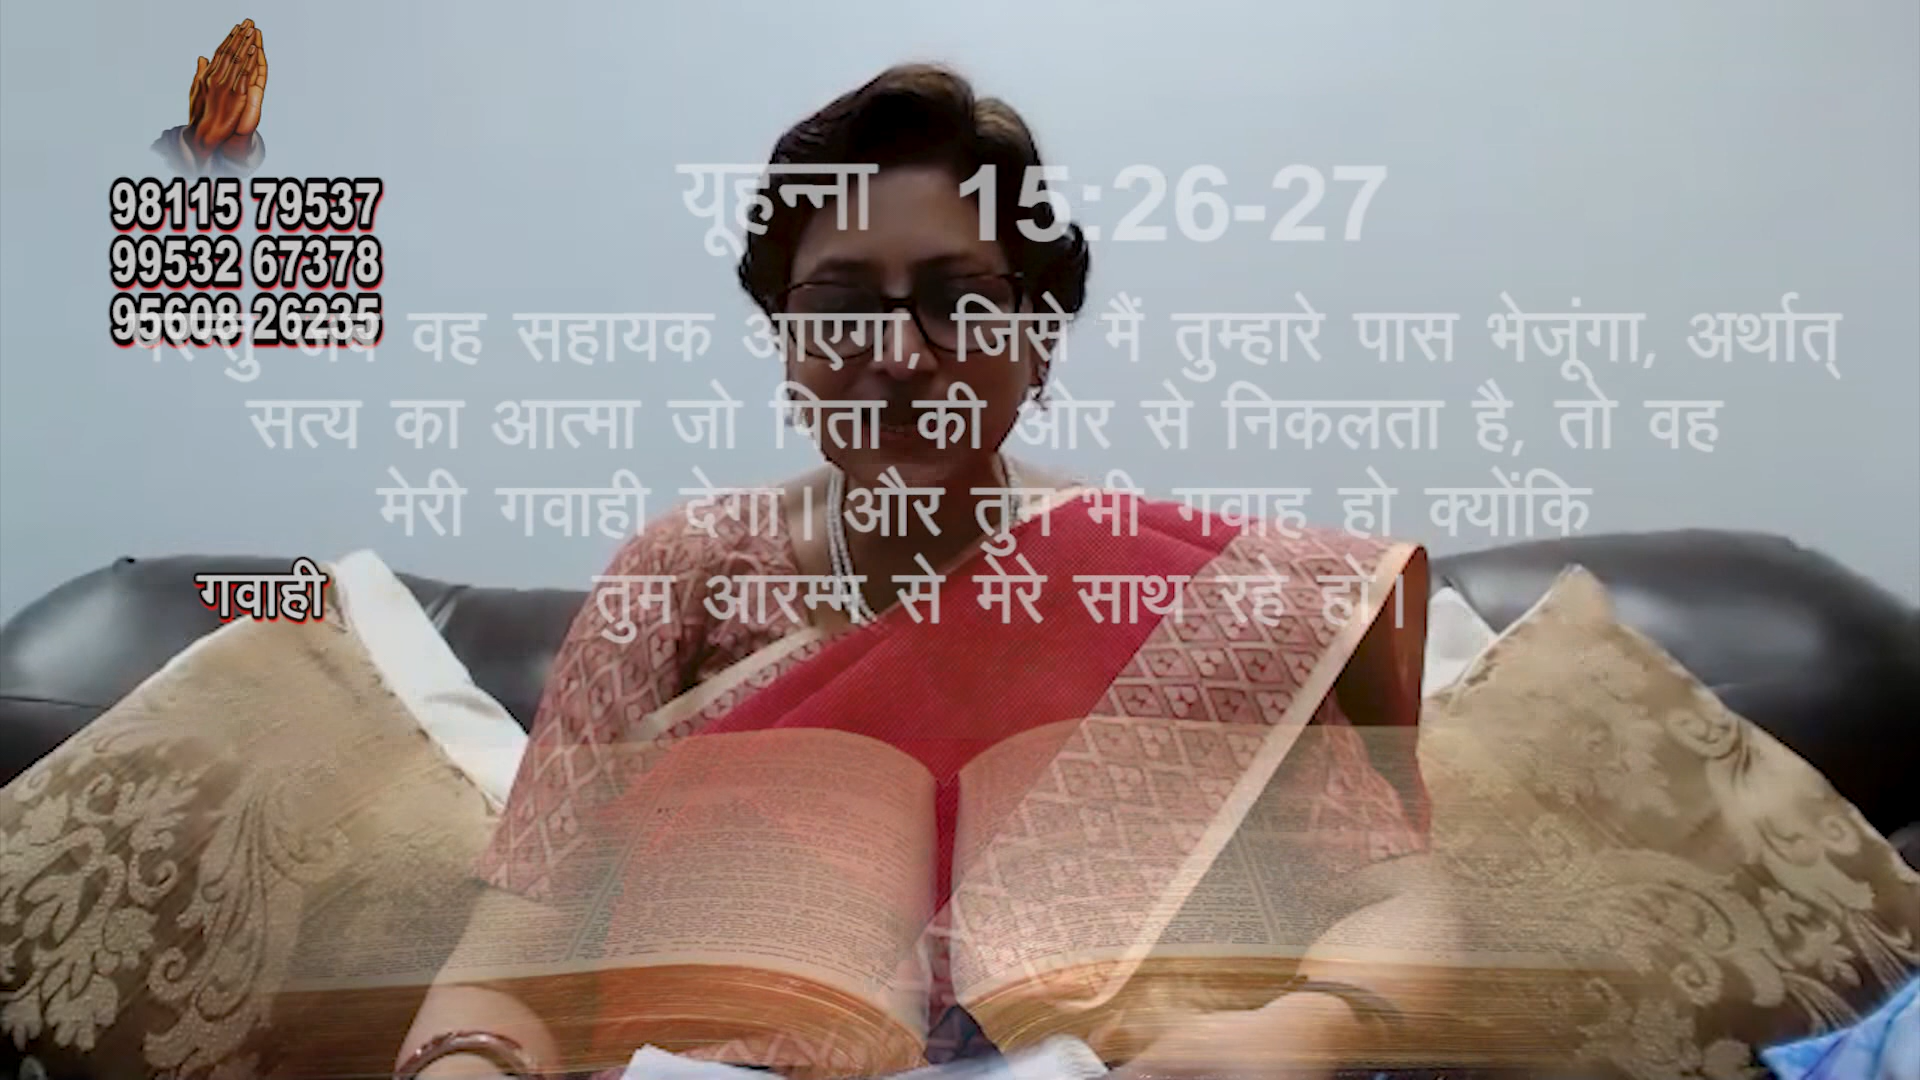 98115 79537
99532 67378
95608 26235
यूहन्ना 15:26-27
वह सहायक आएगा, जिसे मैं तुम्हारे पास भेजूंगा, अर्थात्
सत्य का आत्मा जो पिता की ओर से निकलता है, तो वह
मेरी गवाही देगा। और तुम भी गवाह हो क्योंकि
तुम आरम्भ से मेरे साथ रहे हो।
गवाही